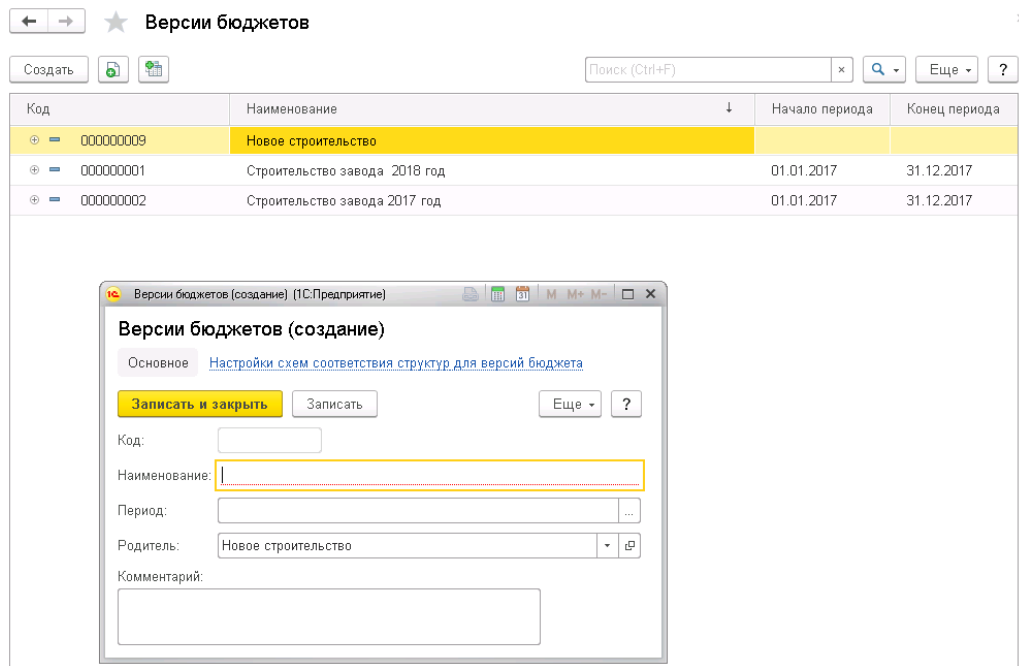 Версии бюджетов
Создать Поиск (Ctrl+F) × Еще ?
Код Наименование ↓ Начало периода Конец периода
000000009 Новое строительство
000000001 Строительство завода 2018 год 01.01.2017 31.12.2017
000000002 Строительство завода 2017 год 01.01.2017 31.12.2017
1С Версии бюджетов (создание) (1С:Предприятие) 31 M M+ M-
Версии бюджетов (создание)
Основное Настройки схем соответствия структур для версий бюджета
Записать и закрыть Записать Еще ?
Код:
Наименование:
Период: ...
Родитель: Новое строительство
Комментарий: